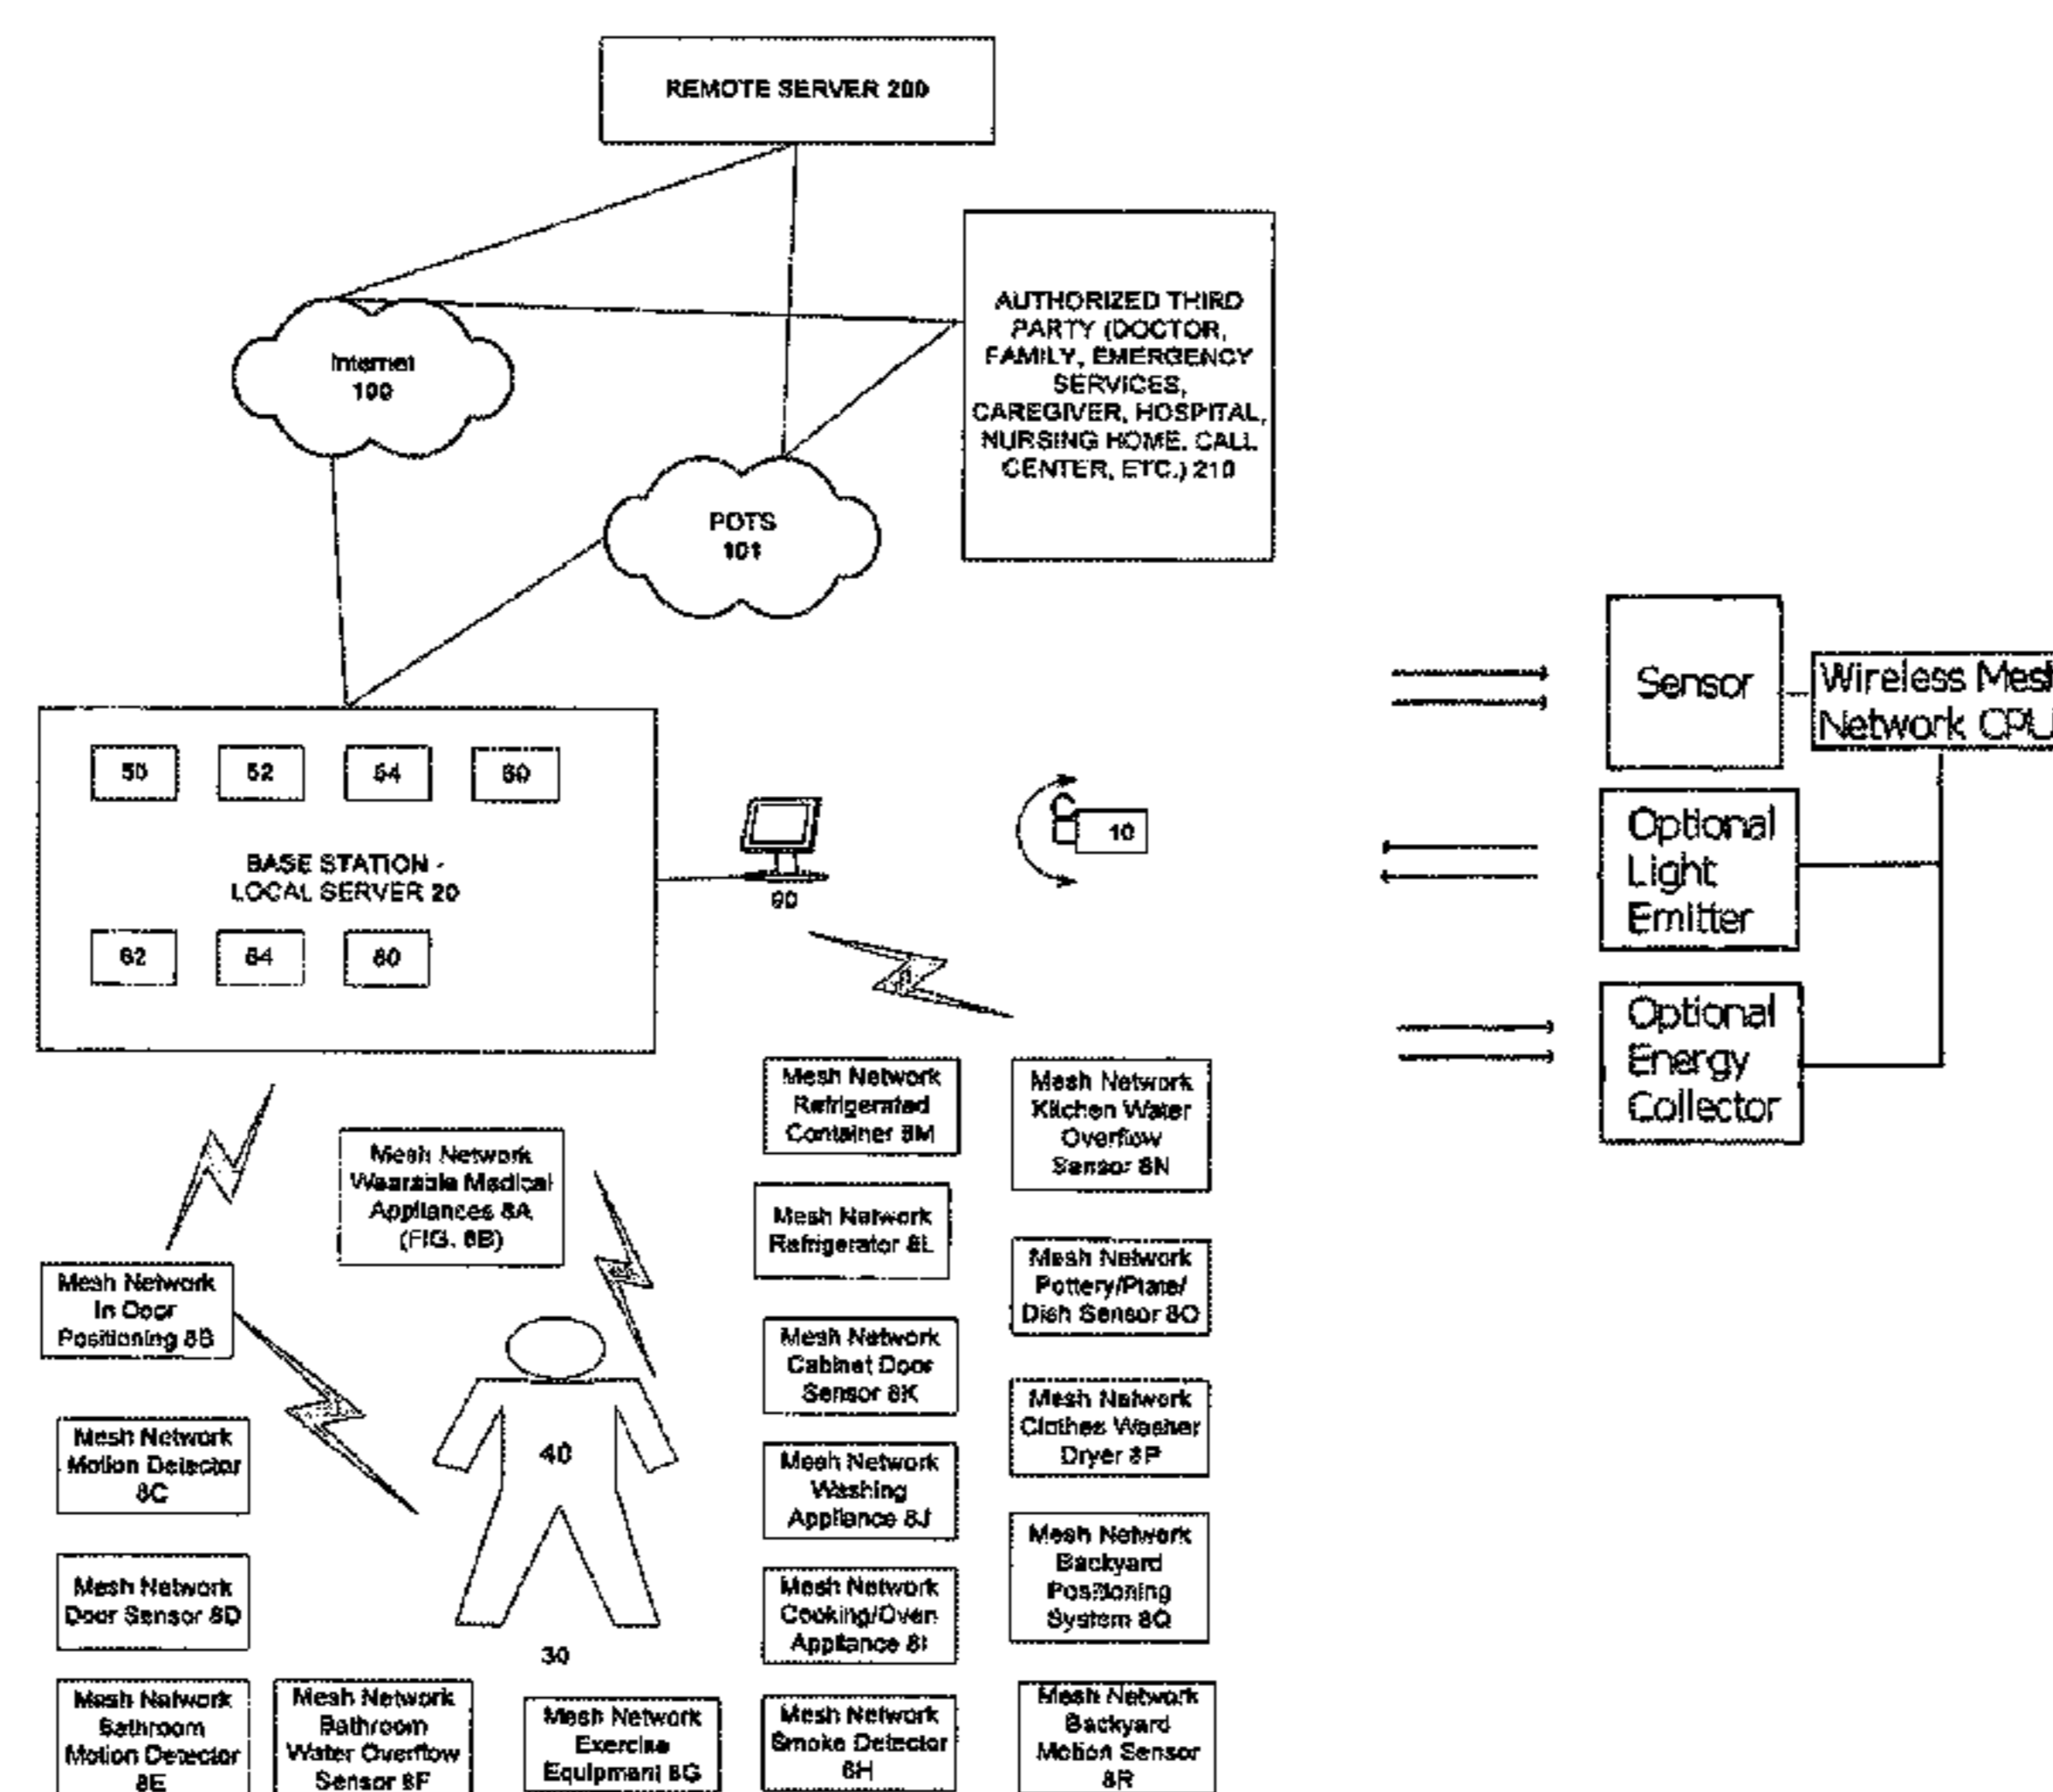 REMOTE SERVER 200
AUTHORIZED THIRD
PARTY (DOCTOR,
FAMILY, EMERGENCY
SERVICES,
CAREGIVER, HOSPITAL,
NURSING HOME, CALL
CENTER, ETC.) 210
Internet
100
POTS
101
50
52
54
60
BASE STATION -
LOCAL SERVER 20
62
64
80
90
10
Sensor
Wireless Mesh
Network CPU
Optional
Light
Emitter
Optional
Energy
Collector
Mesh Network
Wearable Medical
Appliances 8A
(FIG. 6B)
Mesh Network
In Door
Positioning 8B
Mesh Network
Motion Detector
8C
Mesh Network
Door Sensor 8D
Mesh Network
Bathroom
Motion Detector
8E
Mesh Network
Bathroom
Water Overflow
Sensor 8F
40
30
Mesh Network
Exercise
Equipment 8G
Mesh Network
Refrigerated
Container 8M
Mesh Network
Refrigerator 8L
Mesh Network
Cabinet Door
Sensor 8K
Mesh Network
Washing
Appliance 8J
Mesh Network
Cooking/Oven
Appliance 8I
Mesh Network
Smoke Detector
8H
Mesh Network
Kitchen Water
Overflow
Sensor 8N
Mesh Network
Pottery/Plate/
Dish Sensor 8O
Mesh Network
Clothes Washer
Dryer 8P
Mesh Network
Backyard
Positioning
System 8Q
Mesh Network
Backyard
Motion Sensor
8R